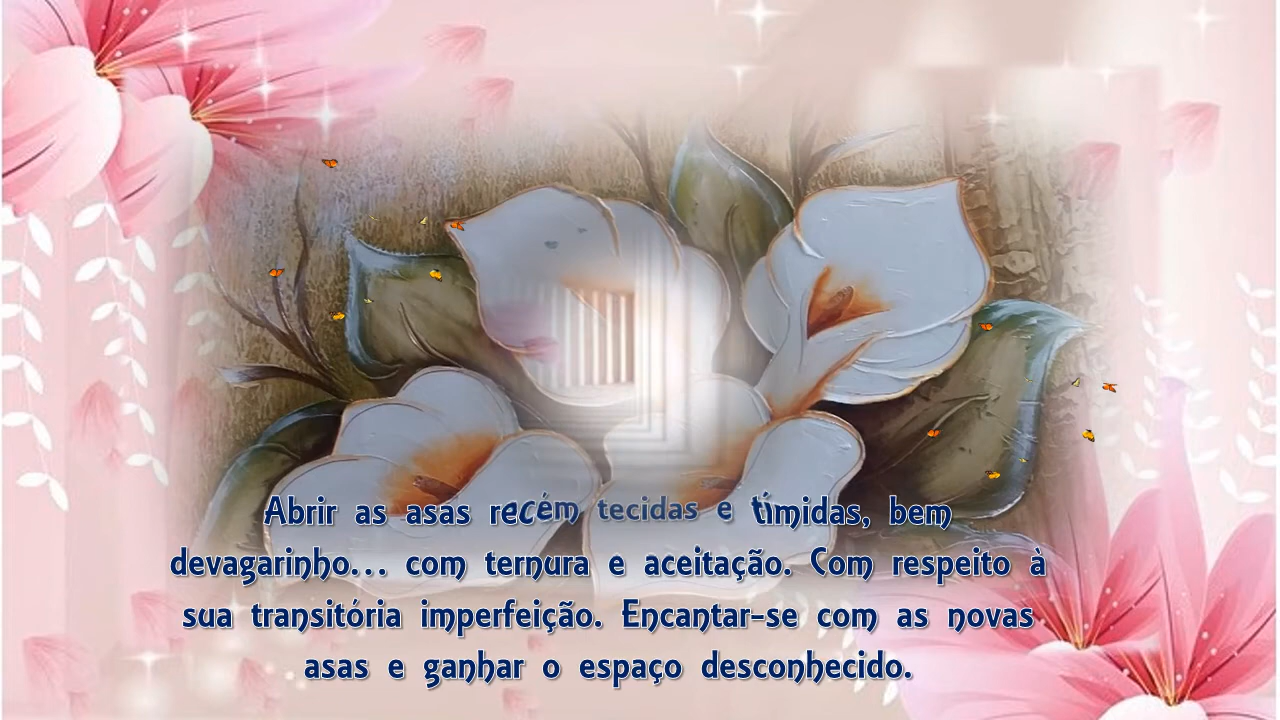 Abrir as asas recém tecidas e tímidas, bem
devagarinho... com ternura e aceitação. Com respeito à
sua transitória imperfeição. Encantar-se com as novas
asas e ganhar o espaço desconhecido.